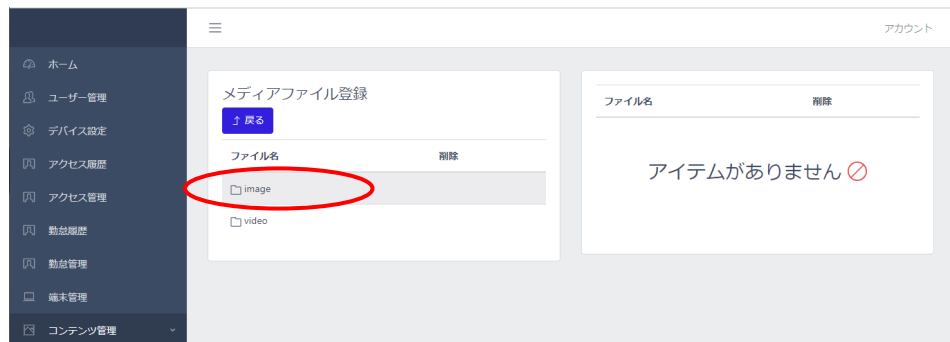 アカウント
ホーム
ユーザー管理
デバイス設定
アクセス履歴
アクセス管理
勤怠履歴
勤怠管理
端末管理
コンテンツ管理
メディアファイル登録
戻る
ファイル名 削除
image
video
ファイル名 削除
アイテムがありません